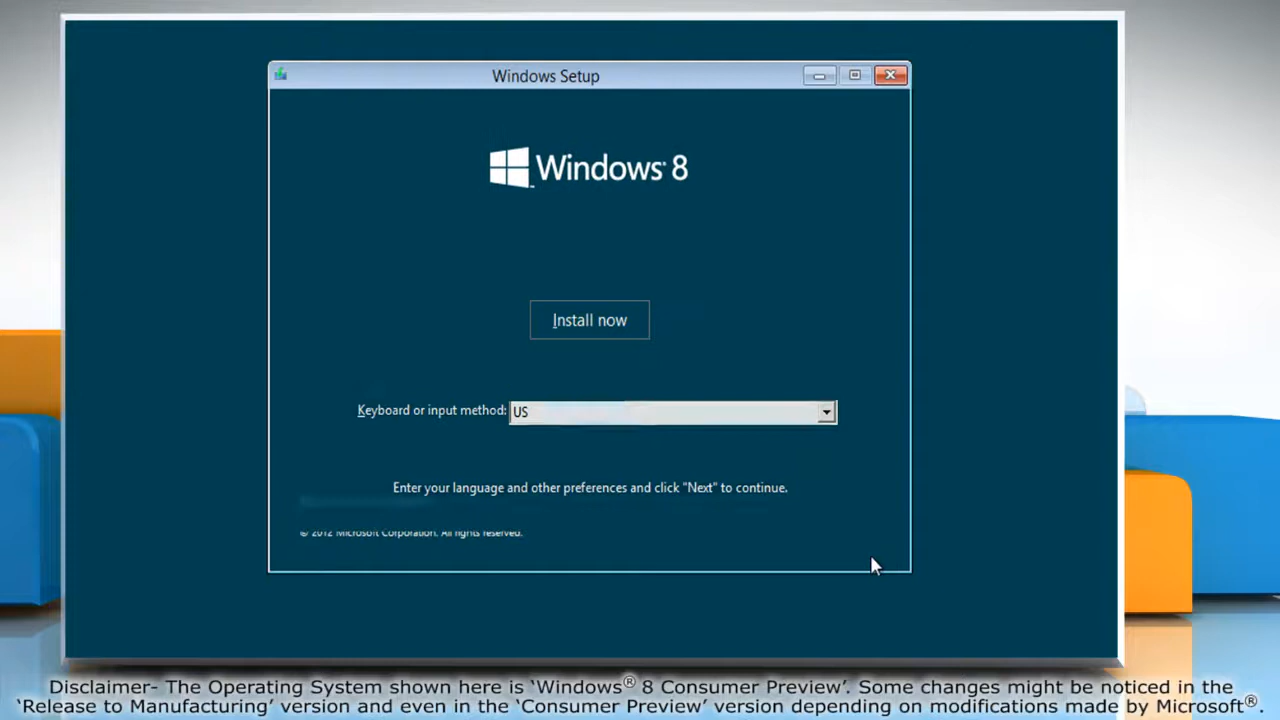 Windows Setup
Windows® 8
Install now
Keyboard or input method: US
Enter your language and other preferences and click "Next" to continue.
© 2012 Microsoft Corporation. All rights reserved.
Disclaimer- The Operating System shown here is ‘Windows® 8 Consumer Preview’. Some changes might be noticed in the
‘Release to Manufacturing’ version and even in the ‘Consumer Preview’ version depending on modifications made by Microsoft®.